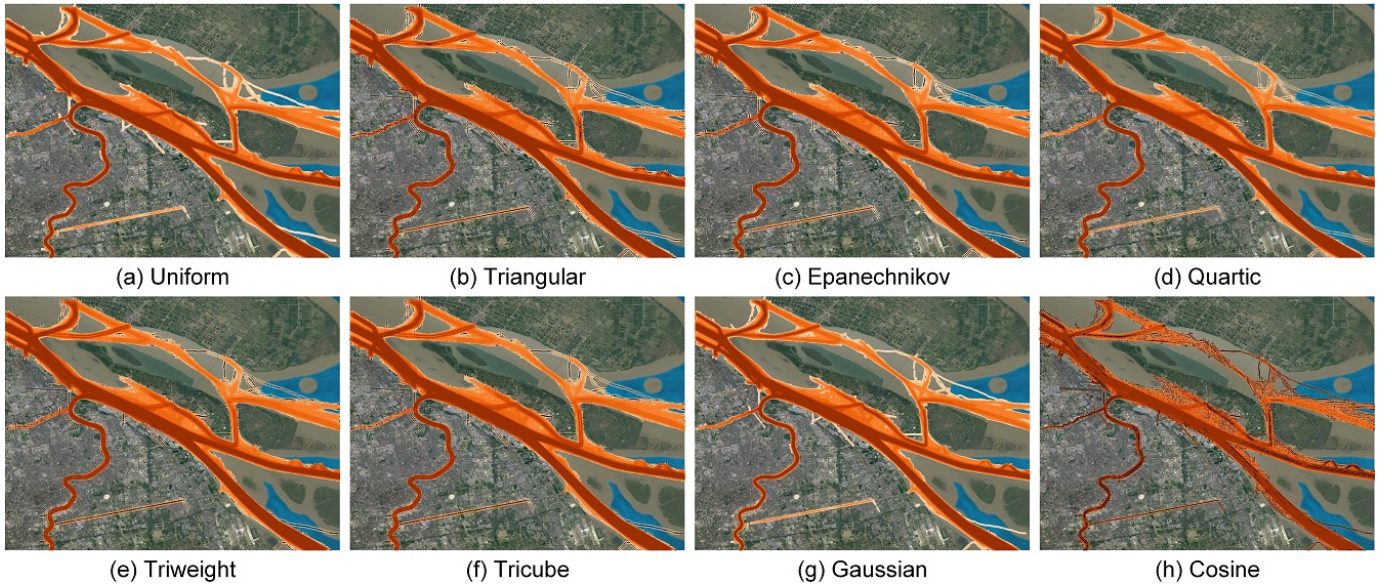 (a) Uniform
(b) Triangular
(c) Epanechnikov
(d) Quartic
(e) Triweight
(f) Tricube
(g) Gaussian
(h) Cosine